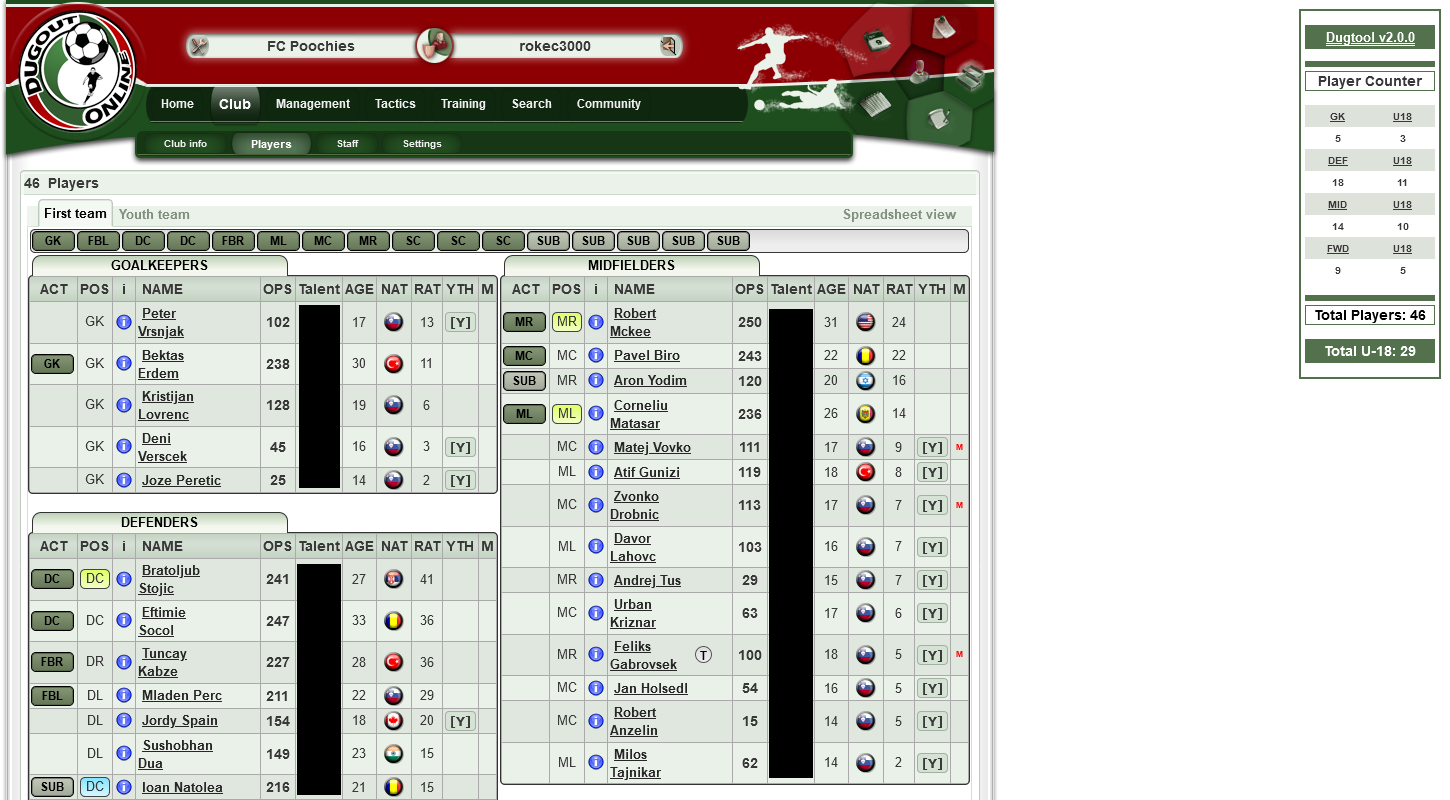 DUGOUT
ONLINE
FC Poochies rokec3000
Home Club Management Tactics Training Search Community
Club info Players Staff Settings
46 Players
First team Youth team Spreadsheet view
GK FBL DC DC FBR ML MC MR SC SC SC SUB SUB SUB SUB SUB
GOALKEEPERS
ACT POS i NAME OPS Talent AGE NAT RAT YTH M
GK i Peter Vrsnjak 102 17 13 [Y]
GK GK i Bektas Erdem 238 30 11
GK i Kristijan Lovrenc 128 19 6
GK i Deni Verscek 45 16 3 [Y]
GK i Joze Peretic 25 14 2 [Y]
DEFENDERS
ACT POS i NAME OPS Talent AGE NAT RAT YTH M
DC DC i Bratoljub Stojic 241 27 41
DC DC i Eftimie Socol 247 33 36
FBR DR i Tuncay Kabze 227 28 36
FBL DL i Mladen Perc 211 22 29
DL i Jordy Spain 154 18 20 [Y]
DL i Sushobhan Dua 149 23 15
SUB DC i Ioan Natolea 216 21 15
MIDFIELDERS
ACT POS i NAME OPS Talent AGE NAT RAT YTH M
MR MR i Robert Mckee 250 31 24
MC MC i Pavel Biro 243 22 22
SUB MR i Aron Yodim 120 20 16
ML ML i Corneliu Matasar 236 26 14
MC i Matej Vovko 111 17 9 [Y] M
ML i Atif Gunizi 119 18 8 [Y]
MC i Zvonko Drobnic 113 17 7 [Y] M
ML i Davor Lahovc 103 16 7 [Y]
MR i Andrej Tus 29 15 7 [Y]
MC i Urban Kriznar 63 17 6 [Y]
MR i Feliks Gabrovsek T 100 18 5 [Y] M
MC i Jan Holsedl 54 16 5 [Y]
MC i Robert Anzelin 15 14 5 [Y]
ML i Milos Tajnikar 62 14 2 [Y]
Dugtool v2.0.0
Player Counter
GK U18
5 3
DEF U18
18 11
MID U18
14 10
FWD U18
9 5
Total Players: 46
Total U-18: 29